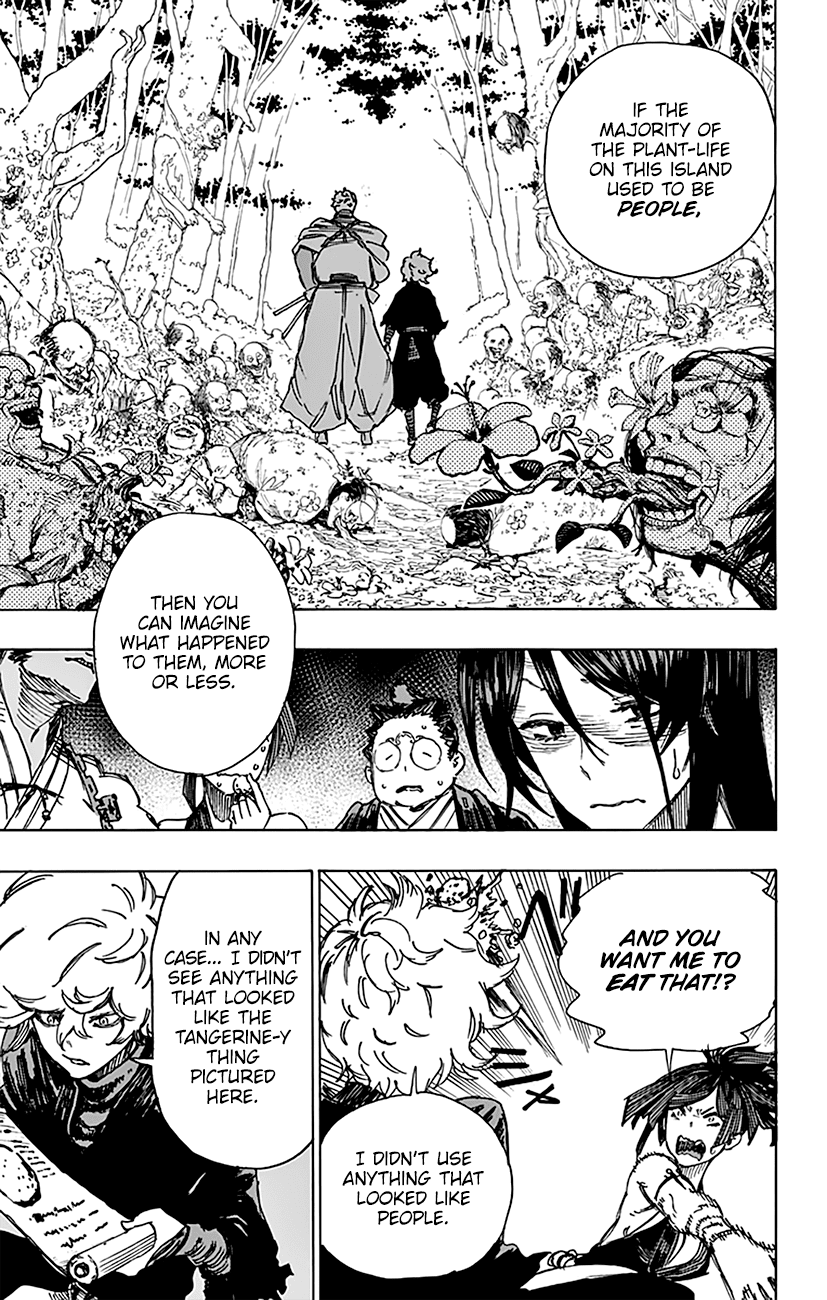 IF THE
MAJORITY OF
THE PLANT-LIFE
ON THIS ISLAND
USED TO BE
PEOPLE,
THEN YOU
CAN IMAGINE
WHAT HAPPENED
TO THEM, MORE
OR LESS.
AND YOU
WANT ME TO
EAT THAT!?
I DIDN'T USE
ANYTHING THAT
LOOKED LIKE
PEOPLE.
IN ANY
CASE... I DIDN'T
SEE ANYTHING
THAT LOOKED
LIKE THE
TANGERINE-Y
THING
PICTURED
HERE.